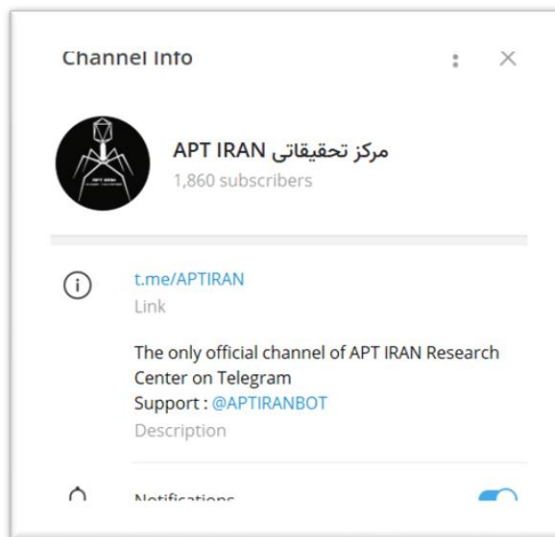 Channel Info
مرکز تحقیقاتی APT IRAN
1,860 subscribers
t.me/APTIRAN
Link
The only official channel of APT IRAN Research
Center on Telegram
Support : @APTIRANBOT
Description
Notifications